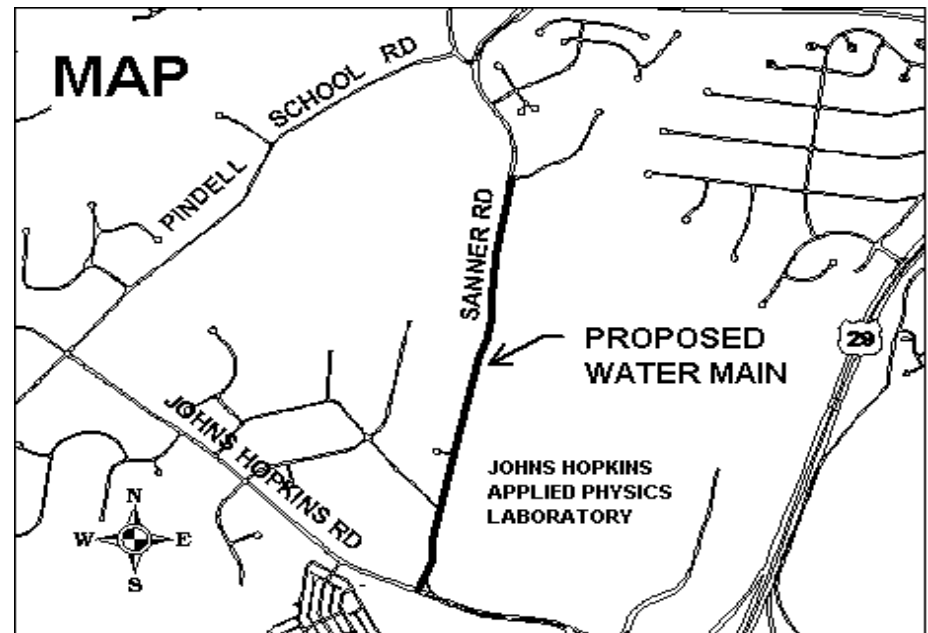 MAP
PINDELL SCHOOL RD
SANNER RD
PROPOSED
WATER MAIN
29
JOHNS HOPKINS RD
JOHNS HOPKINS
APPLIED PHYSICS
LABORATORY
N
W E
S